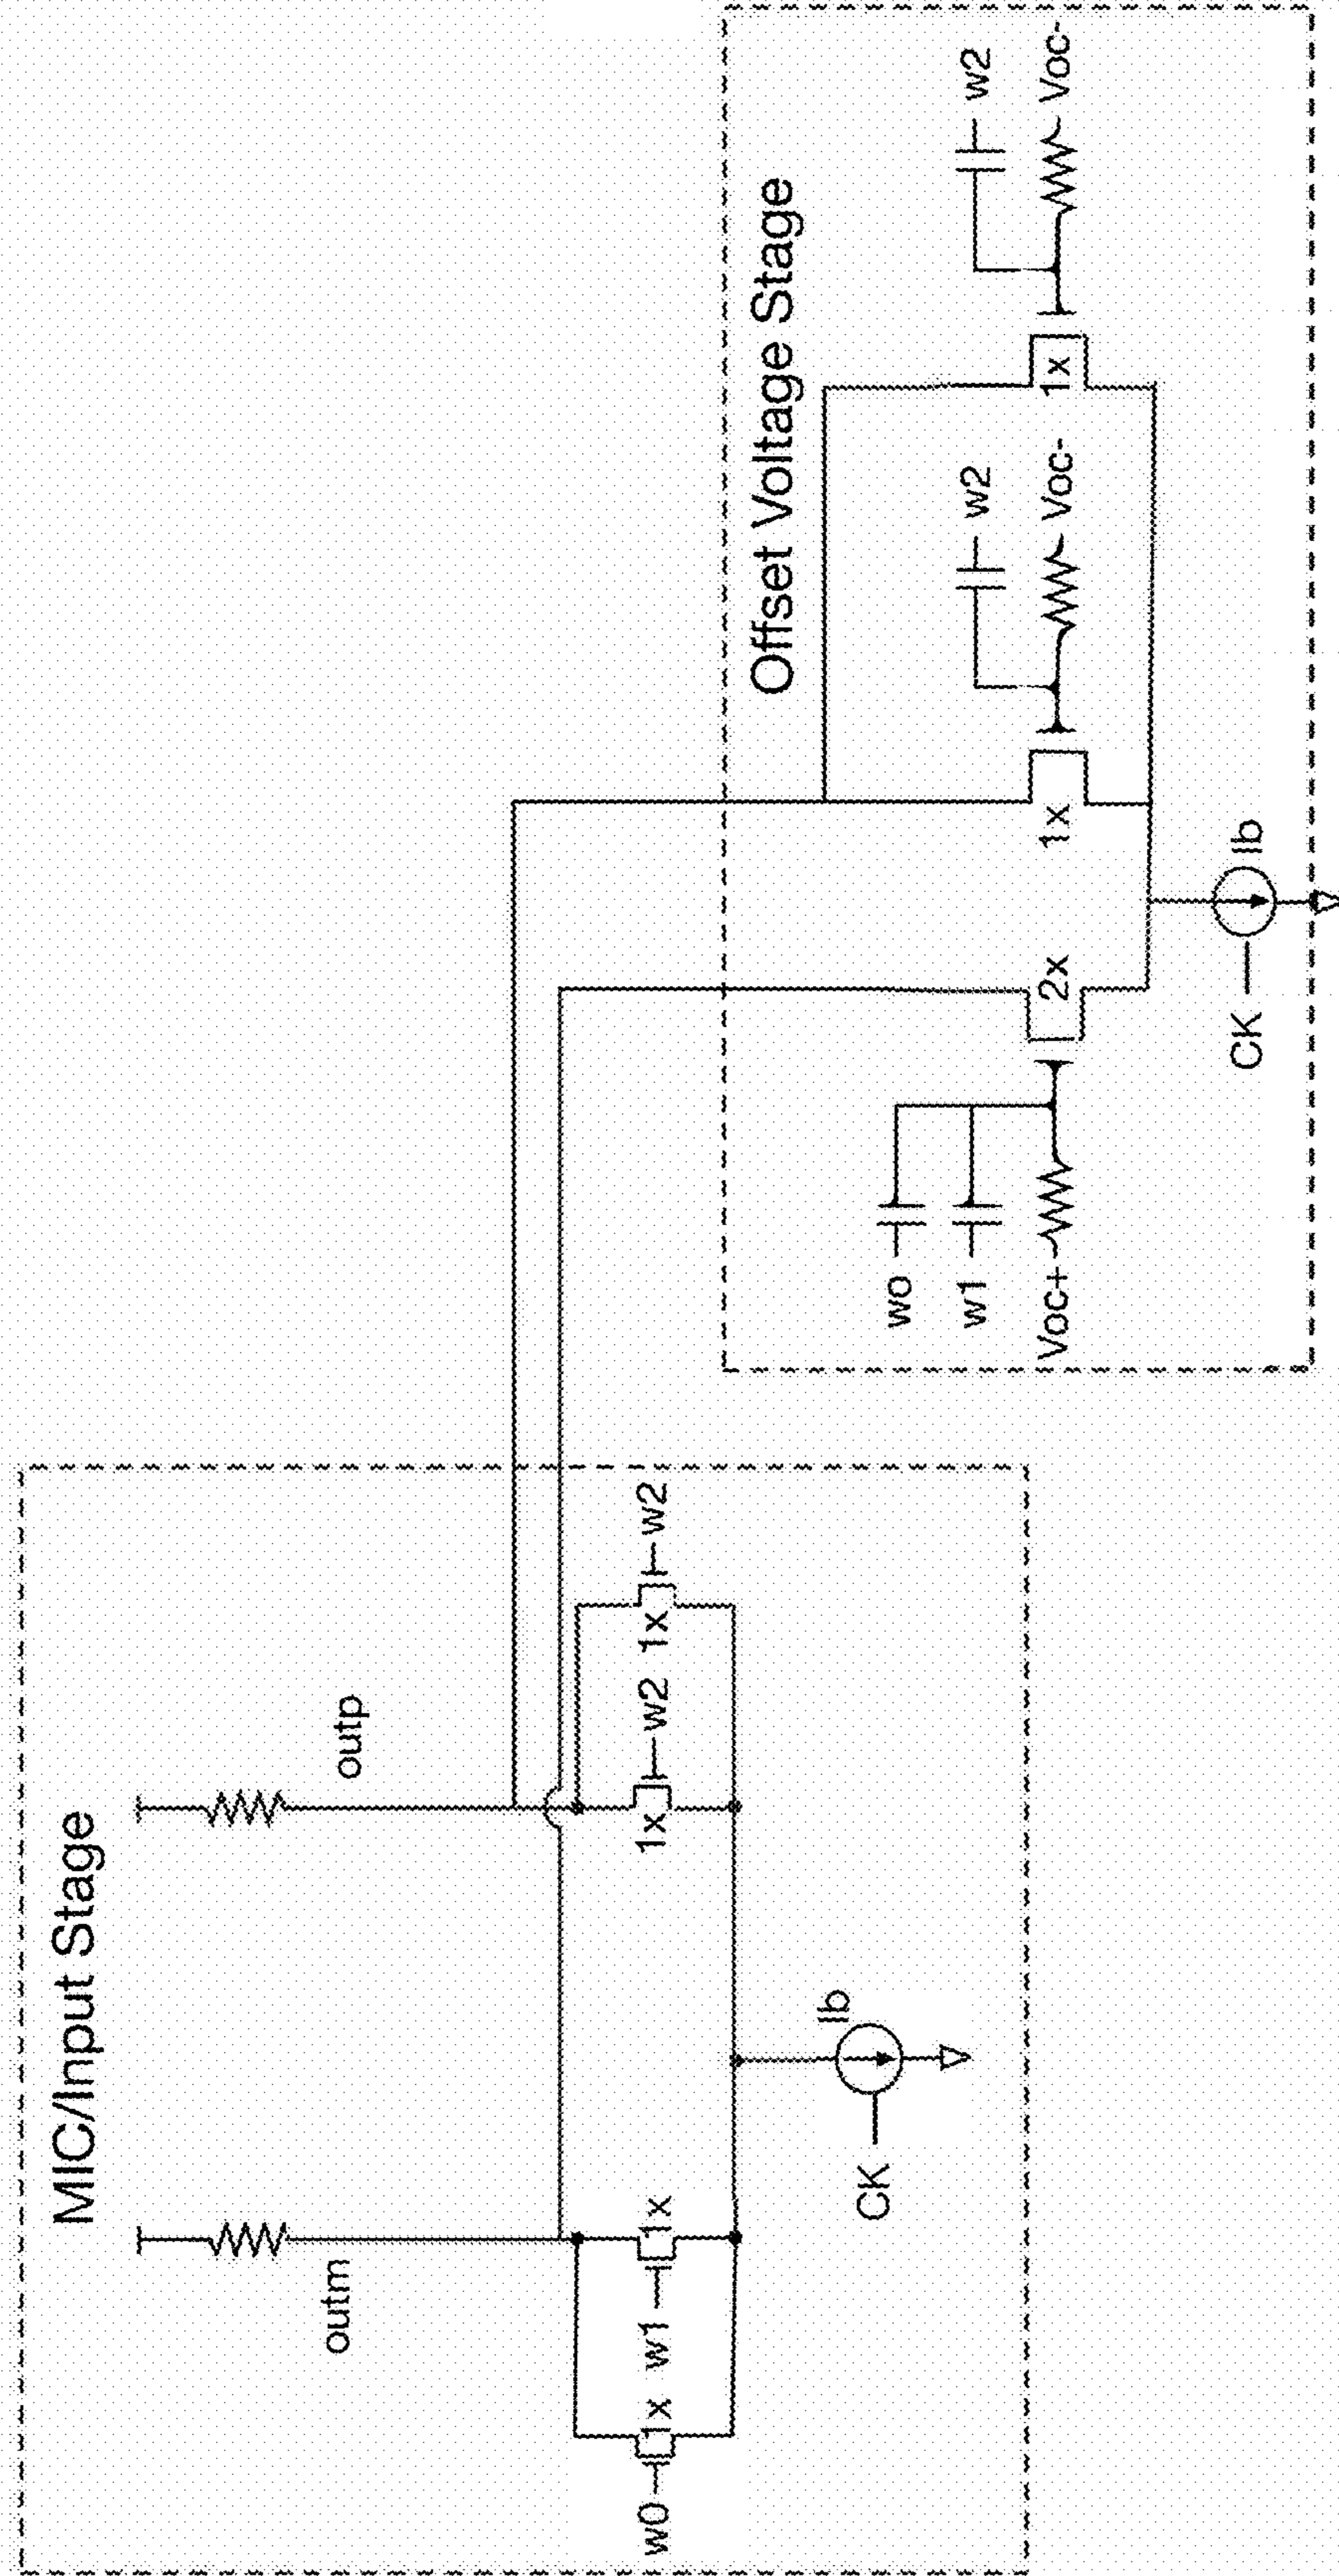 MIC/Input Stage
outm
outp
w0
1x
w1
1x
1x
w2
1x
w2
CK
Ib
Offset Voltage Stage
wo
w1
Voc+
2x
1x
w2
Voc-
1x
w2
Voc-
CK
Ib